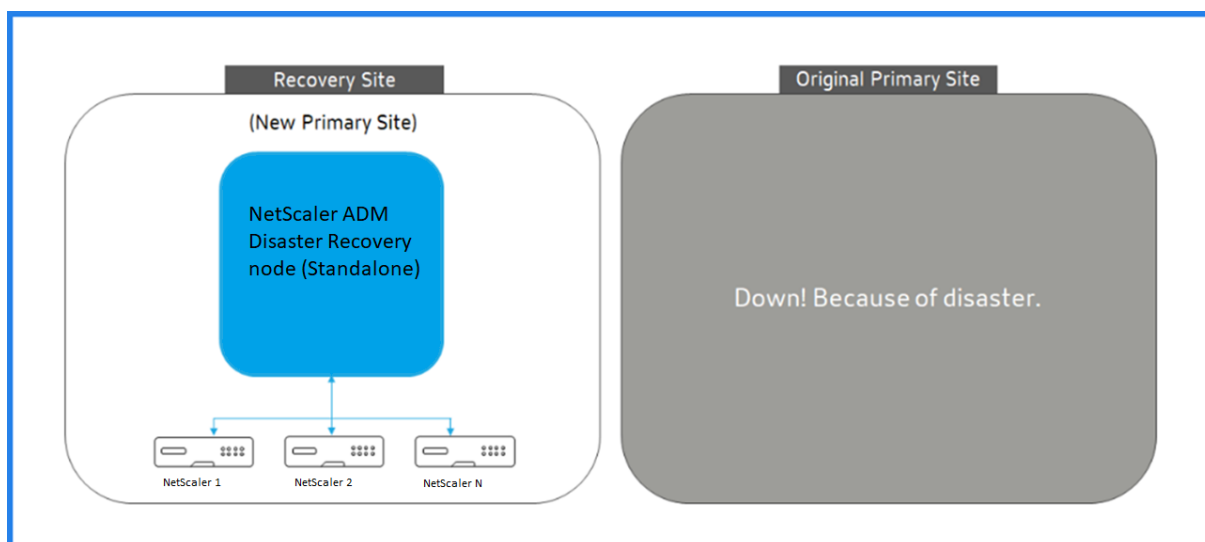 Recovery Site
(New Primary Site)
NetScaler ADM
Disaster Recovery
node (Standalone)
NetScaler 1
NetScaler 2
NetScaler N
Original Primary Site
Down! Because of disaster.